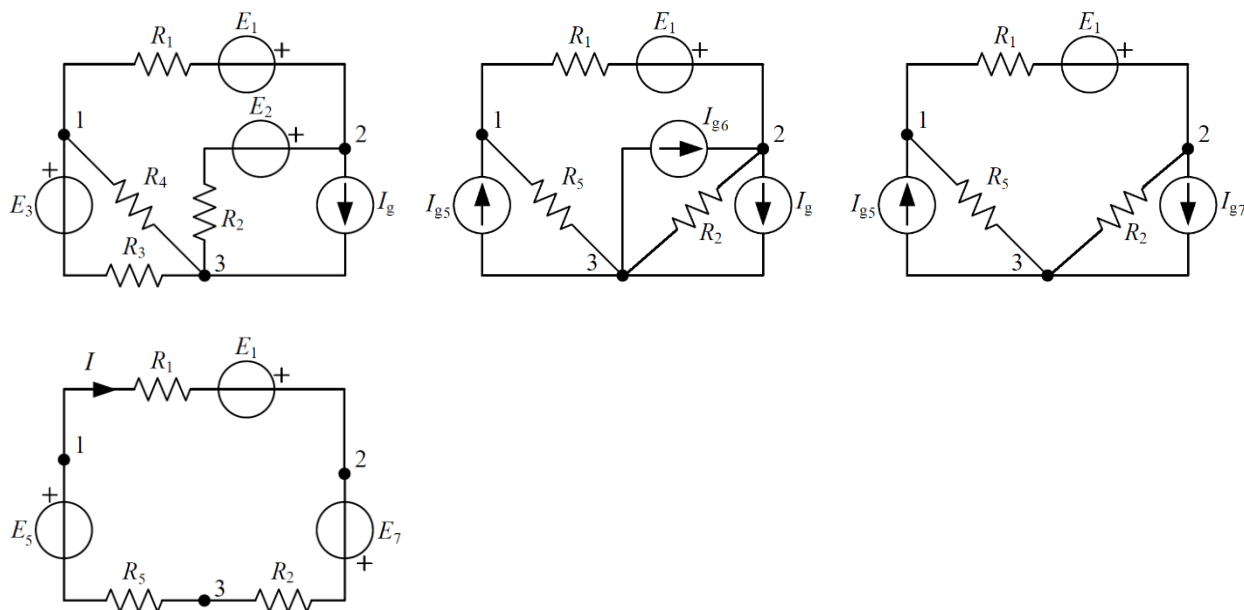 R1 E1 +
E2 +
1 2
+ E3 R4 R2 Ig
R3 3
R1 E1 +
Ig6
1 2
Ig5 R5 R2 Ig
3
R1 E1 +
1 2
Ig5 R5 R2 Ig7
3
I R1 E1 +
1 2
+ E5 E7 +
R5 3 R2